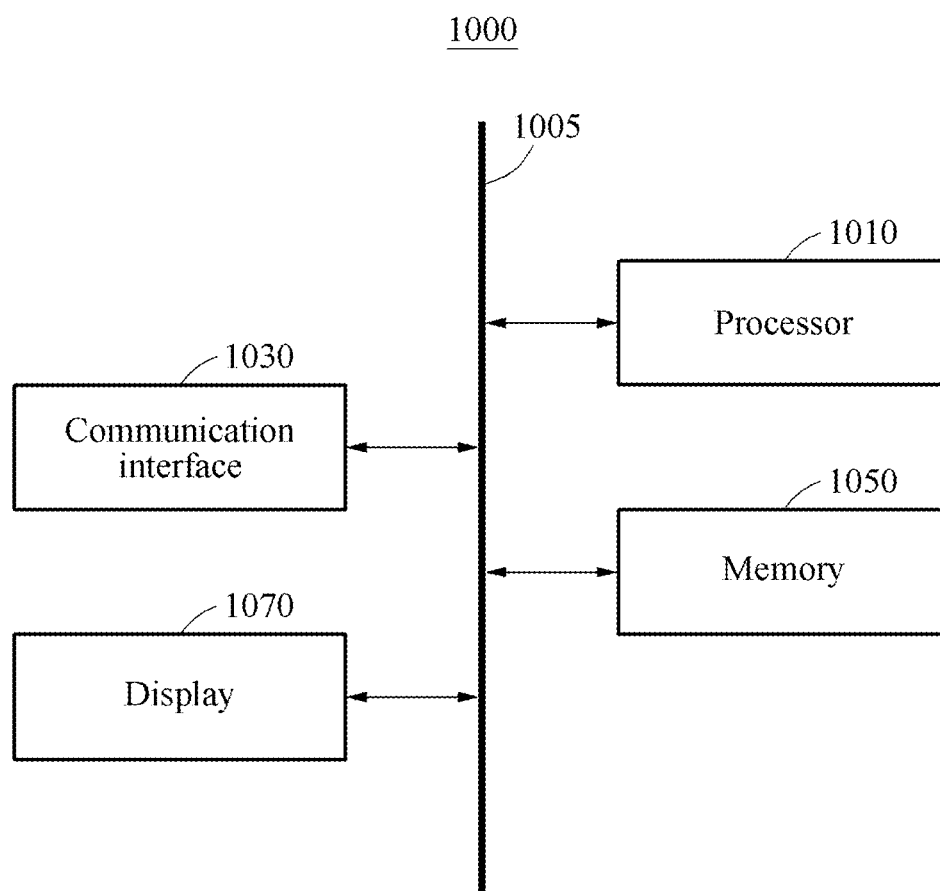 1000
1005
1010
Processor
1030
Communication
interface
1050
Memory
1070
Display